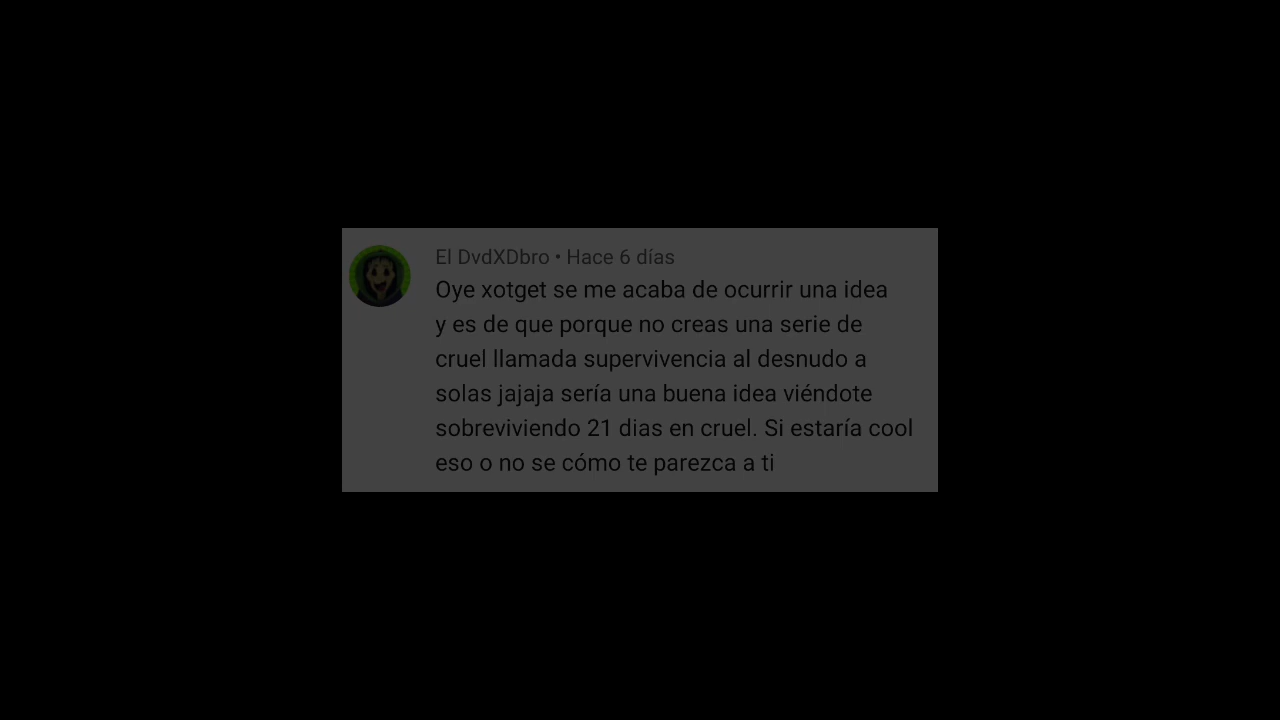 El DvdXDbro • Hace 6 días
Oye xotget se me acaba de ocurrir una idea
y es de que porque no creas una serie de
cruel llamada supervivencia al desnudo a
solas jajaja sería una buena idea viéndote
sobreviviendo 21 dias en cruel. Si estaría cool
eso o no se cómo te parezca a ti